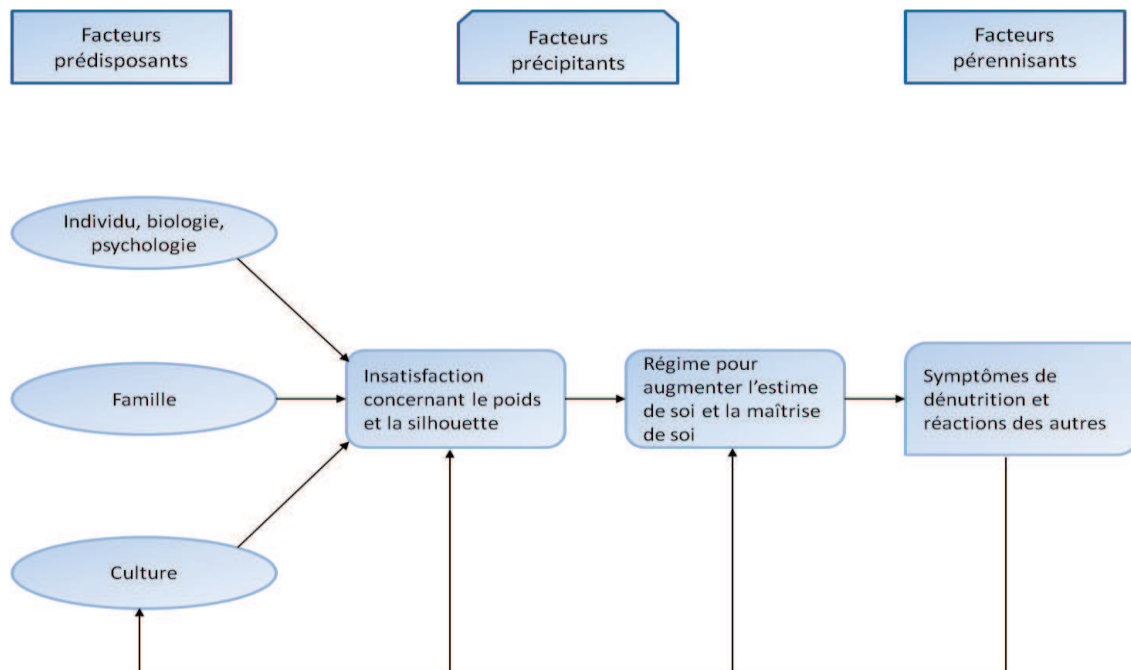 Facteurs
prédisposants
Facteurs
précipitants
Facteurs
pérennisants
Individu, biologie,
psychologie
Famille
Insatisfaction
concernant le poids
et la silhouette
Régime pour
augmenter l’estime
de soi et la maîtrise
de soi
Symptômes de
dénutrition et
réactions des autres
Culture